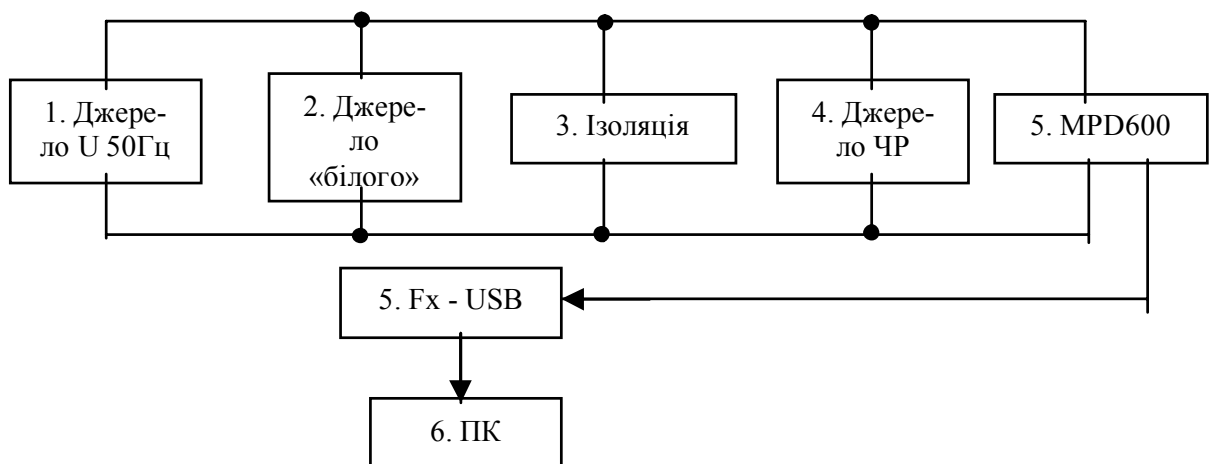 1. Джере-
ло U 50Гц
2. Джере-
ло
«білого»
3. Ізоляція
4. Джере-
ло ЧР
5. MPD600
5. Fx - USB
6. ПК